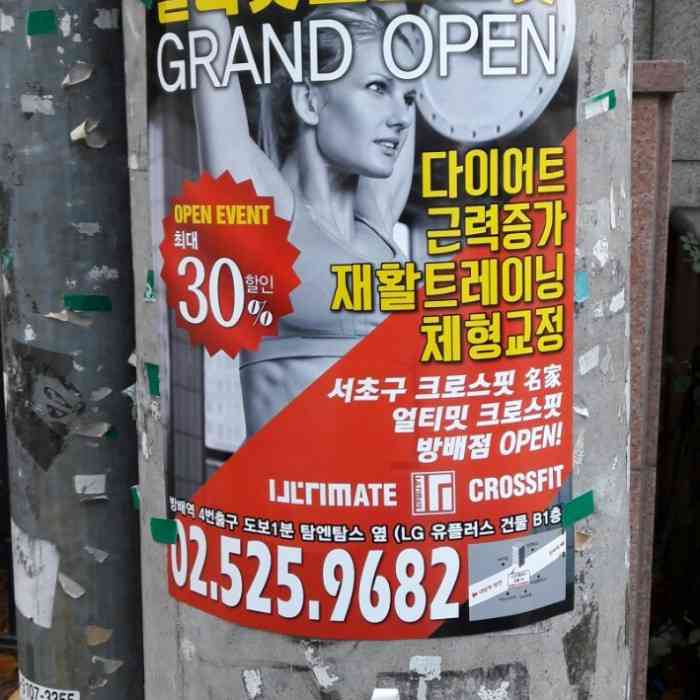 GRAND OPEN
다이어트
근력증가
재활트레이닝
체형교정
OPEN EVENT
최대
30% 할인
서초구 크로스핏 名家
얼티밋 크로스핏
방배점 OPEN!
ULTIMATE CROSSFIT
방배역 4번출구 도보1분 탐엔탐스 옆 (LG 유플러스 건물 B1층
02.525.9682
107-3255